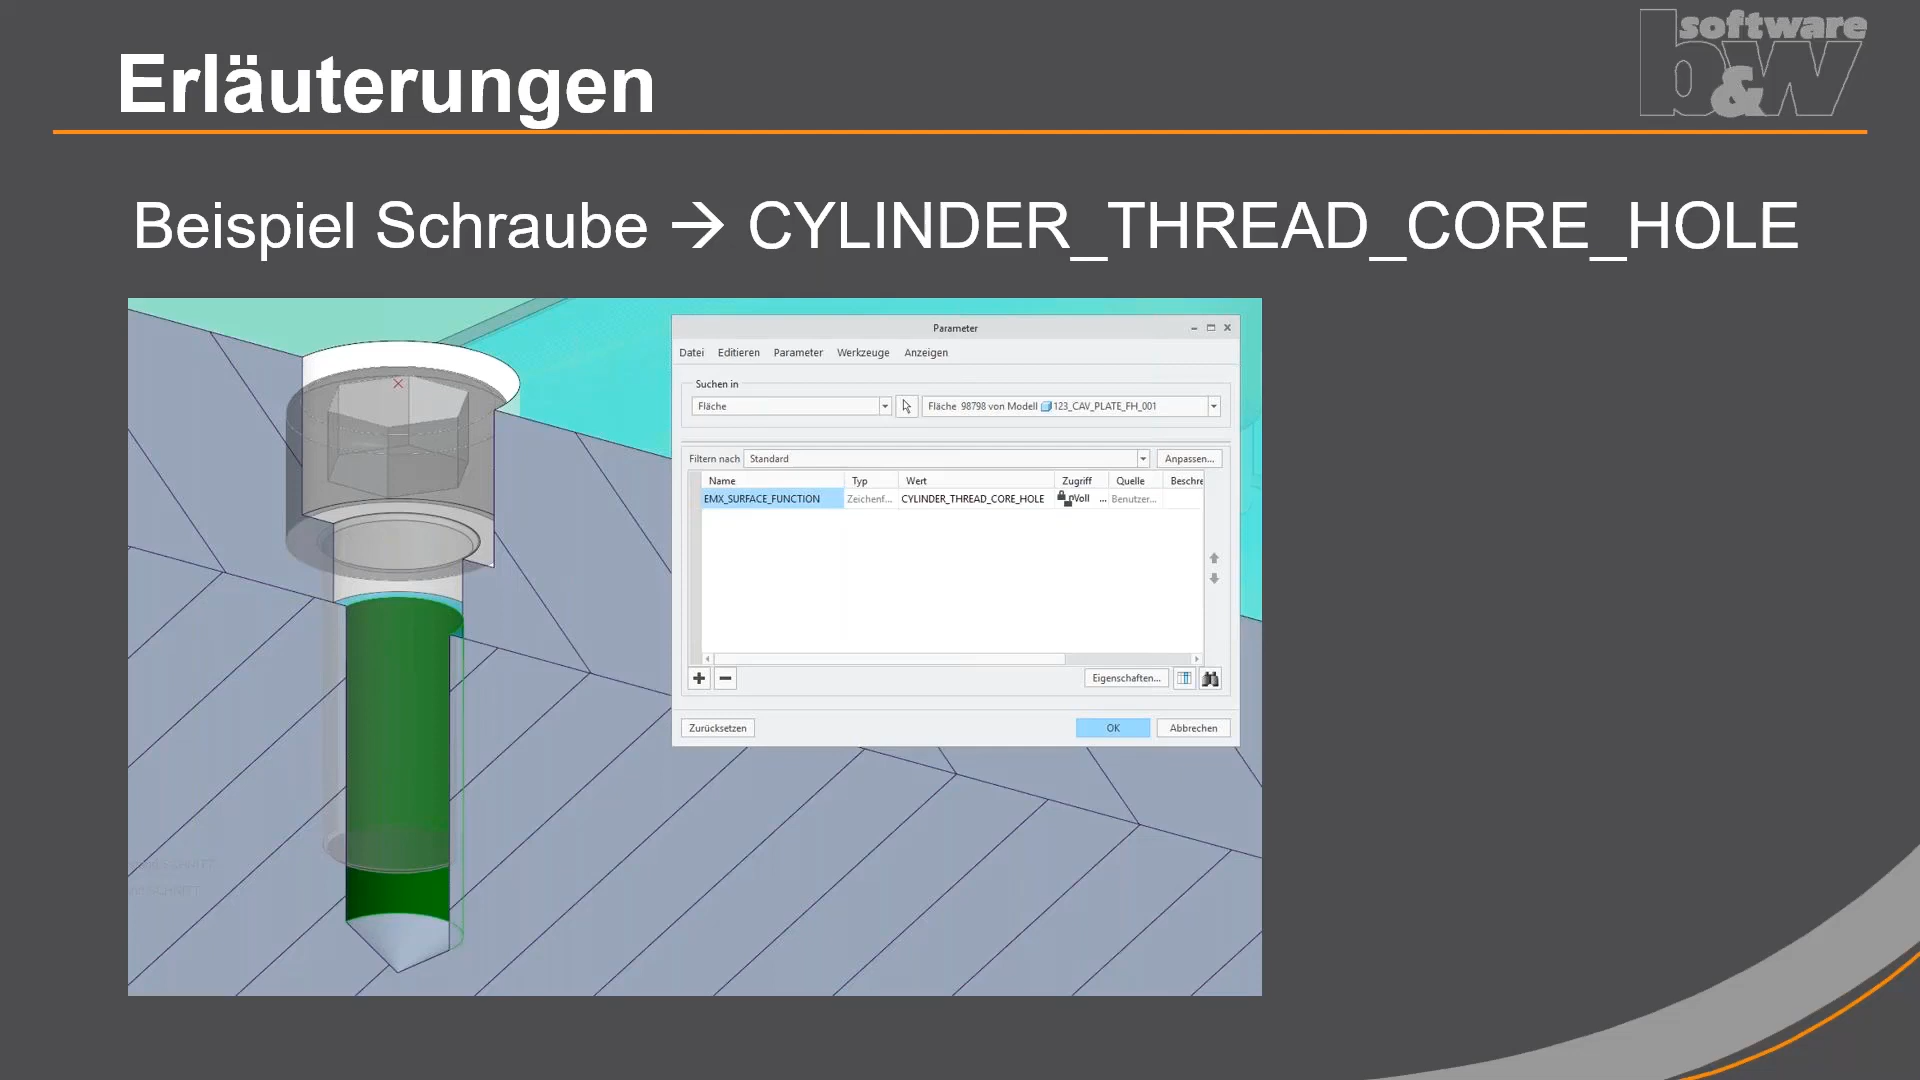 software
b&w
Erläuterungen
Beispiel Schraube → CYLINDER_THREAD_CORE_HOLE
Parameter
Datei Editieren Parameter Werkzeuge Anzeigen
Suchen in
Fläche Fläche 98798 von Modell 123_CAV_PLATE_FH_001
Filtern nach Standard Anpassen...
Name Typ Wert Zugriff Quelle Beschre
EMX_SURFACE_FUNCTION Zeichenf... CYLINDER_THREAD_CORE_HOLE Voll ... Benutzer...
Eigenschaften...
Zurücksetzen OK Abbrechen
SCHNITT
SCHNITT